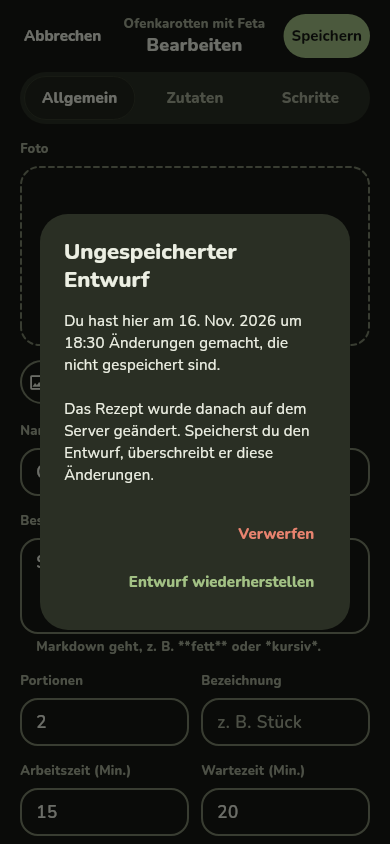 Abbrechen
Ofenkarotten mit Feta
Bearbeiten
Speichern
Allgemein
Zutaten
Schritte
Foto
Ungespeicherter
Entwurf
Du hast hier am 16. Nov. 2026 um
18:30 Änderungen gemacht, die
nicht gespeichert sind.
Das Rezept wurde danach auf dem
Server geändert. Speicherst du den
Entwurf, überschreibt er diese
Änderungen.
Verwerfen
Entwurf wiederherstellen
Markdown geht, z. B. **fett** oder *kursiv*.
Portionen
Bezeichnung
2
z. B. Stück
Arbeitszeit (Min.)
Wartezeit (Min.)
15
20